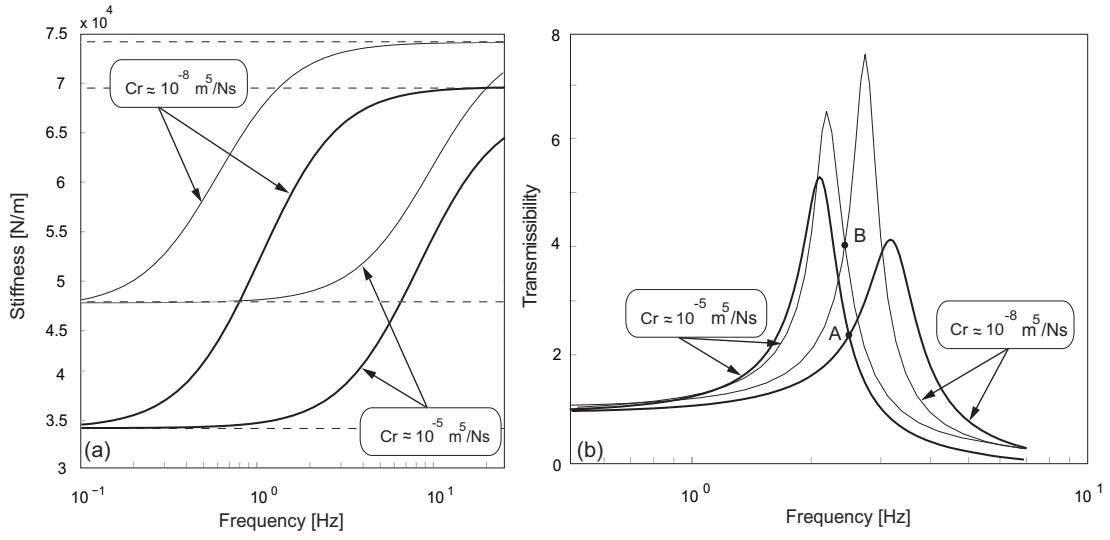 x 10^4
7.5
7
6.5
6
5.5
5
4.5
4
3.5
3
Stiffness [N/m]
Cr ≈ 10^-8 m^5/Ns
Cr ≈ 10^-5 m^5/Ns
(a)
10^-1
10^0
10^1
Frequency [Hz]
8
6
4
2
0
Transmissibility
B
A
Cr ≈ 10^-5 m^5/Ns
Cr ≈ 10^-8 m^5/Ns
(b)
10^0
10^1
Frequency [Hz]